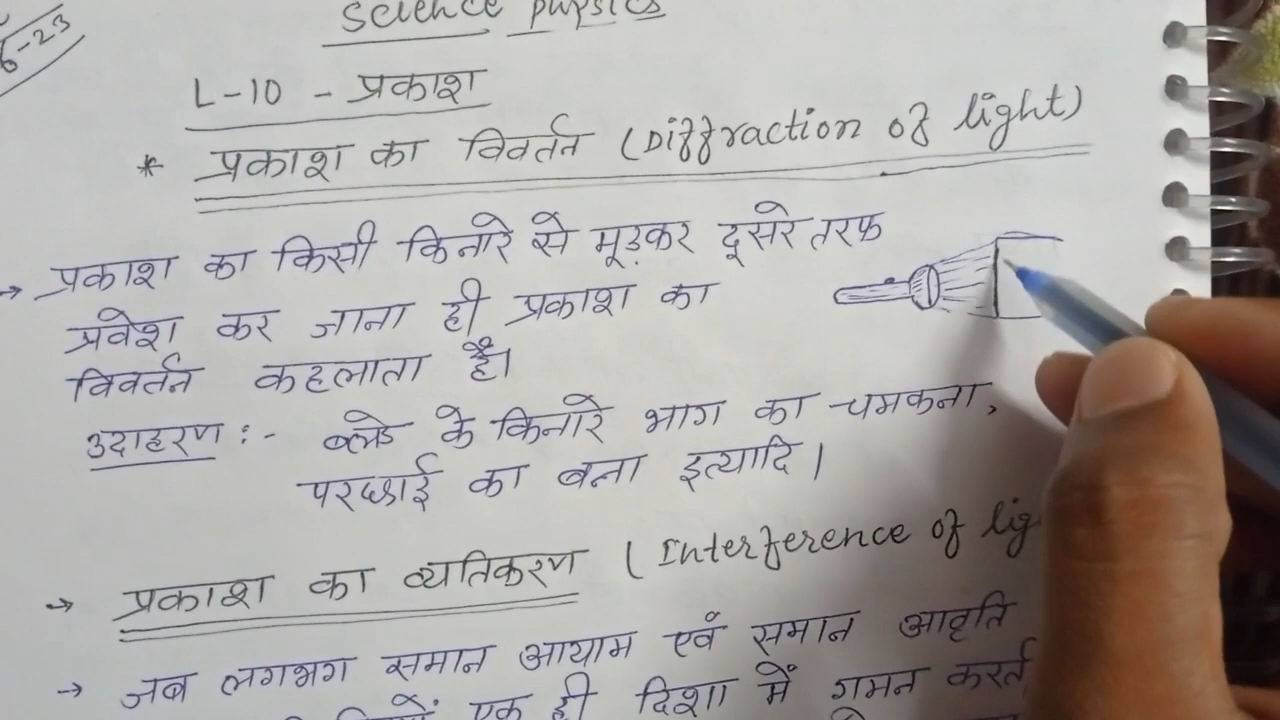 6-23
Science physics
L-10 - प्रकाश
* प्रकाश का विवर्तन (Diffraction of light)
→ प्रकाश का किसी किनारे से मूड़कर दूसरे तरफ
प्रवेश कर जाना ही प्रकाश का
विवर्तन कहलाता है।
उदाहरण :- ब्लेड के किनारे भाग का चमकना,
परछाई का बना इत्यादि।
→ प्रकाश का व्यतिकरण (Interference of lig
→ जब लगभग समान आयाम एवं समान आवृति
एक ही दिशा में गमन करते